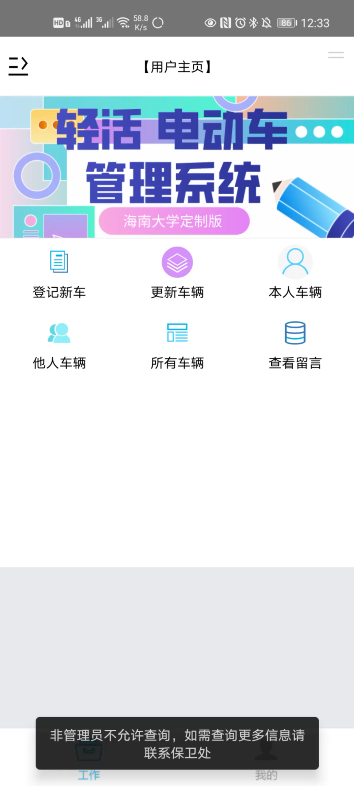 HD 4G 3G 58.8 K/s 86 12:33
【用户主页】
轻活 电动车
管理系统
海南大学定制版
登记新车 更新车辆 本人车辆
他人车辆 所有车辆 查看留言
非管理员不允许查询，如需查询更多信息请
联系保卫处
工作 我的